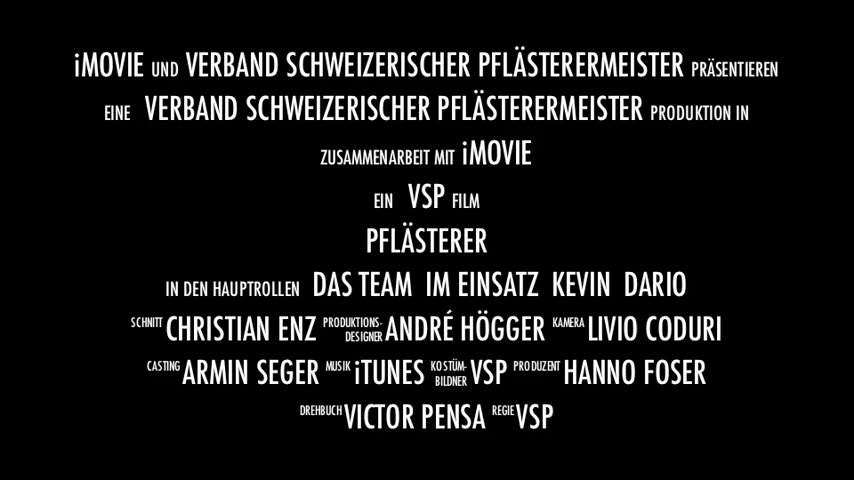 iMOVIE UND VERBAND SCHWEIZERISCHER PFLÄSTERERMEISTER PRÄSENTIEREN
EINE VERBAND SCHWEIZERISCHER PFLÄSTERERMEISTER PRODUKTION IN
ZUSAMMENARBEIT MIT iMOVIE
EIN VSP FILM
PFLÄSTERER
IN DEN HAUPTROLLEN DAS TEAM IM EINSATZ KEVIN DARIO
SCHNITT CHRISTIAN ENZ PRODUKTIONS-DESIGNER ANDRÉ HÖGGER KAMERA LIVIO CODURI
CASTING ARMIN SEGER MUSIK iTUNES KOSTÜM-BILDNER VSP PRODUZENT HANNO FOSER
DREHBUCH VICTOR PENSA REGIE VSP